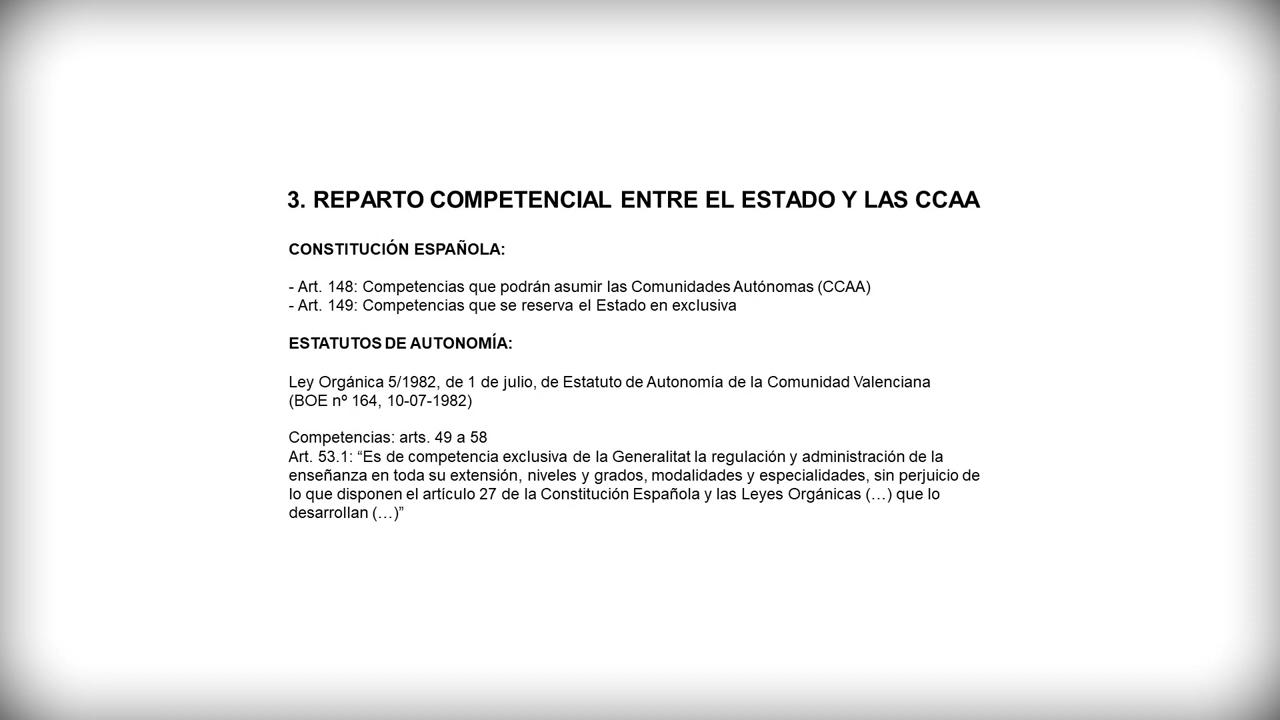 3. REPARTO COMPETENCIAL ENTRE EL ESTADO Y LAS CCAA
CONSTITUCIÓN ESPAÑOLA:
- Art. 148: Competencias que podrán asumir las Comunidades Autónomas (CCAA)
- Art. 149: Competencias que se reserva el Estado en exclusiva
ESTATUTOS DE AUTONOMÍA:
Ley Orgánica 5/1982, de 1 de julio, de Estatuto de Autonomía de la Comunidad Valenciana
(BOE nº 164, 10-07-1982)
Competencias: arts. 49 a 58
Art. 53.1: “Es de competencia exclusiva de la Generalitat la regulación y administración de la
enseñanza en toda su extensión, niveles y grados, modalidades y especialidades, sin perjuicio de
lo que disponen el artículo 27 de la Constitución Española y las Leyes Orgánicas (…) que lo
desarrollan (…)”